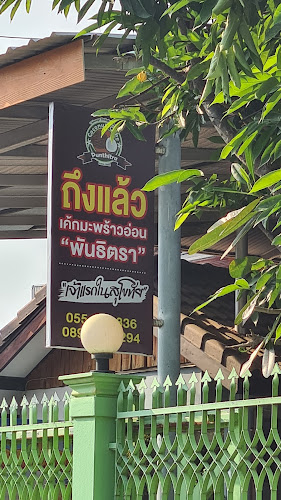 Punthitra
ถึงแล้ว
เค้กมะพร้าวอ่อน
“พันธิตรา”
"เจ้าแรกในสุโขทัย"